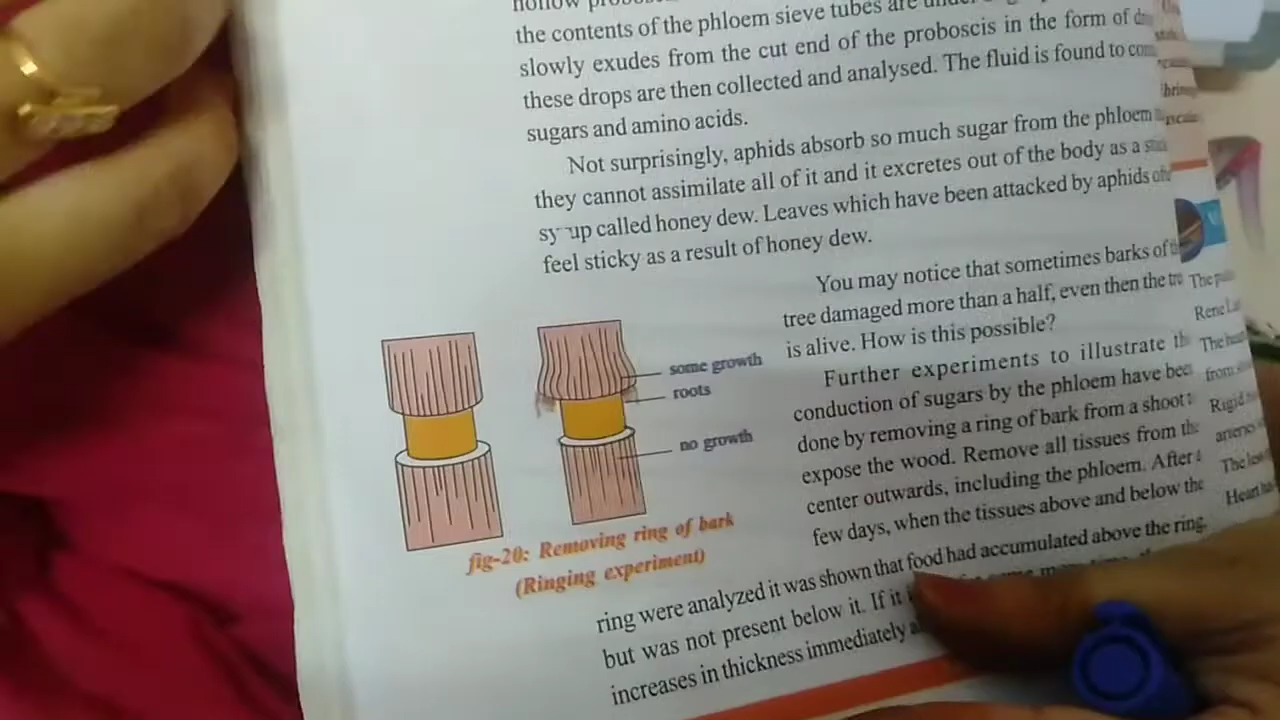 the contents of the phloem sieve tubes are
slowly exudes from the cut end of the proboscis in the form of
these drops are then collected and analysed. The fluid is found to
sugars and amino acids.
Not surprisingly, aphids absorb so much sugar from the phloem
they cannot assimilate all of it and it excretes out of the body as a
syrup called honey dew. Leaves which have been attacked by aphids
feel sticky as a result of honey dew.
You may notice that sometimes barks of
tree damaged more than a half, even then the
is alive. How is this possible?
Further experiments to illustrate
conduction of sugars by the phloem have
done by removing a ring of bark from a shoot
expose the wood. Remove all tissues from the
center outwards, including the phloem. After a
few days, when the tissues above and below the
ring were analyzed it was shown that food had accumulated above the ring,
but was not present below it. If it
increases in thickness immediately
some growth
roots
no growth
fig-20: Removing ring of bark
(Ringing experiment)
The
The
from
Rigid
The
Heart